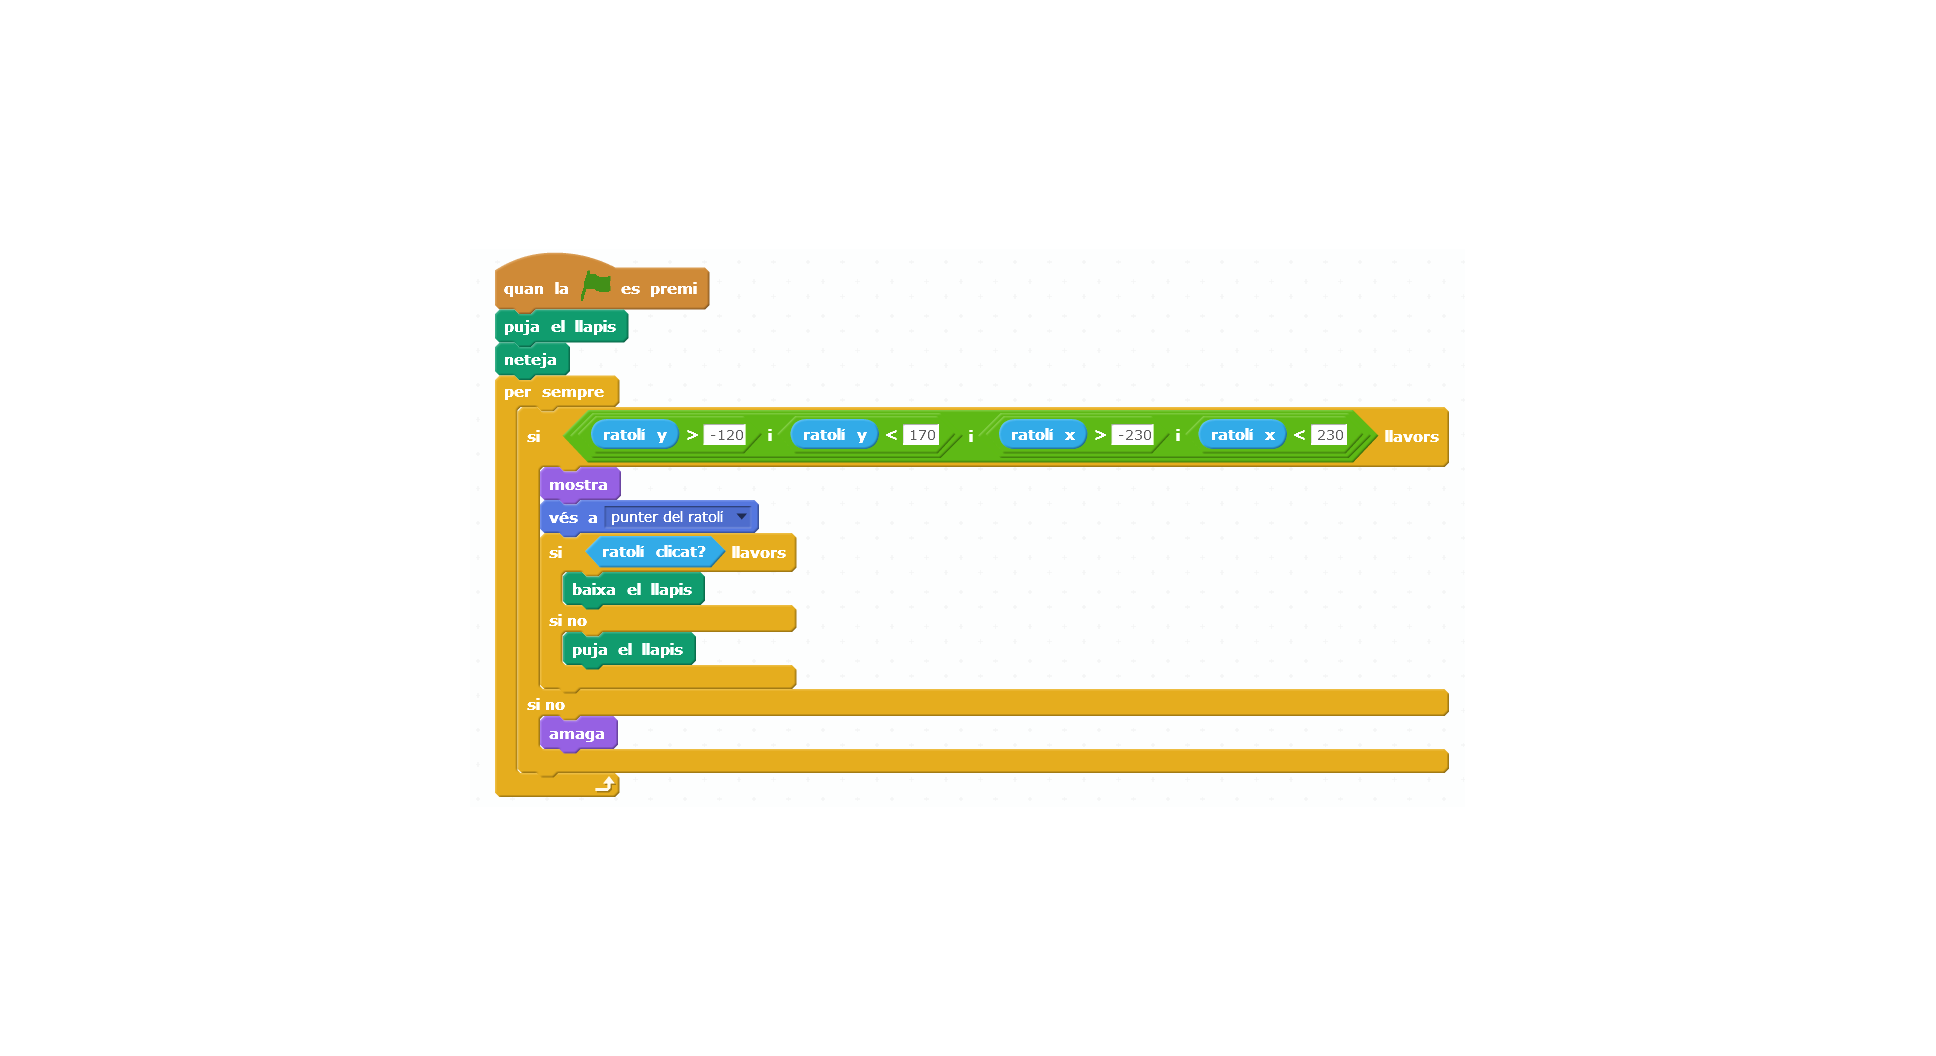 quan la es premi
puja el llapis
neteja
per sempre
si ratolí y > -120 i ratolí y < 170 i ratolí x > -230 i ratolí x < 230 llavors
mostra
vés a punter del ratolí
si ratolí clicat? llavors
baixa el llapis
si no
puja el llapis
si no
amaga